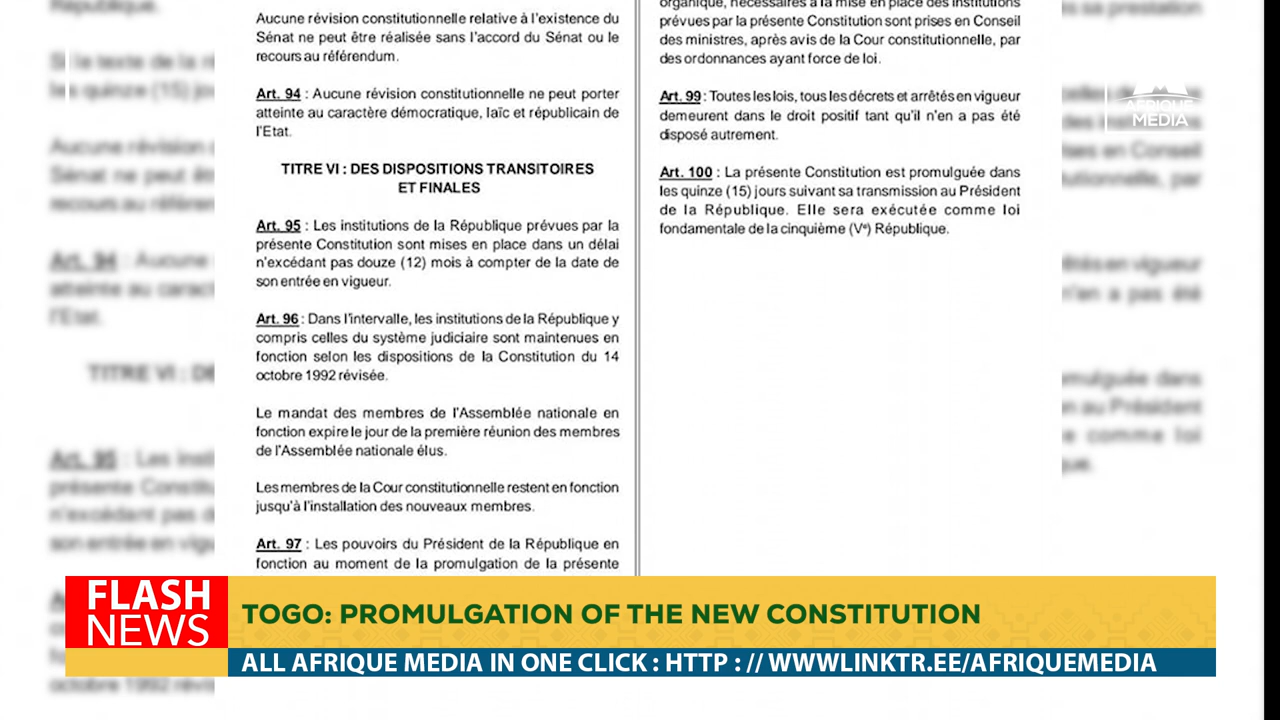 Aucune révision constitutionnelle relative à l'existence du
Sénat ne peut être réalisée sans l'accord du Sénat ou le
recours au référendum.
Art. 94 : Aucune révision constitutionnelle ne peut porter
atteinte au caractère démocratique, laïc et républicain de
l'Etat.
TITRE VI : DES DISPOSITIONS TRANSITOIRES
ET FINALES
Art. 95 : Les institutions de la République prévues par la
présente Constitution sont mises en place dans un délai
n'excédant pas douze (12) mois à compter de la date de
son entrée en vigueur.
Art. 96 : Dans l'intervalle, les institutions de la République y
compris celles du système judiciaire sont maintenues en
fonction selon les dispositions de la Constitution du 14
octobre 1992 révisée.
Le mandat des membres de l'Assemblée nationale en
fonction expire le jour de la première réunion des membres
de l'Assemblée nationale élus.
Les membres de la Cour constitutionnelle restent en fonction
jusqu'à l'installation des nouveaux membres.
Art. 97 : Les pouvoirs du Président de la République en
fonction au moment de la promulgation de la présente
organique, nécessaires à la mise en place des institutions
prévues par la présente Constitution sont prises en Conseil
des ministres, après avis de la Cour constitutionnelle, par
des ordonnances ayant force de loi.
Art. 99 : Toutes les lois, tous les décrets et arrêtés en vigueur
demeurent dans le droit positif tant qu'il n'en a pas été
disposé autrement.
Art. 100 : La présente Constitution est promulguée dans
les quinze (15) jours suivant sa transmission au Président
de la République. Elle sera exécutée comme loi
fondamentale de la cinquième (Ve) République.
AFRIQUE
MEDIA
FLASH
NEWS
TOGO: PROMULGATION OF THE NEW CONSTITUTION
ALL AFRIQUE MEDIA IN ONE CLICK : HTTP : // WWWLINKTR.EE/AFRIQUEMEDIA